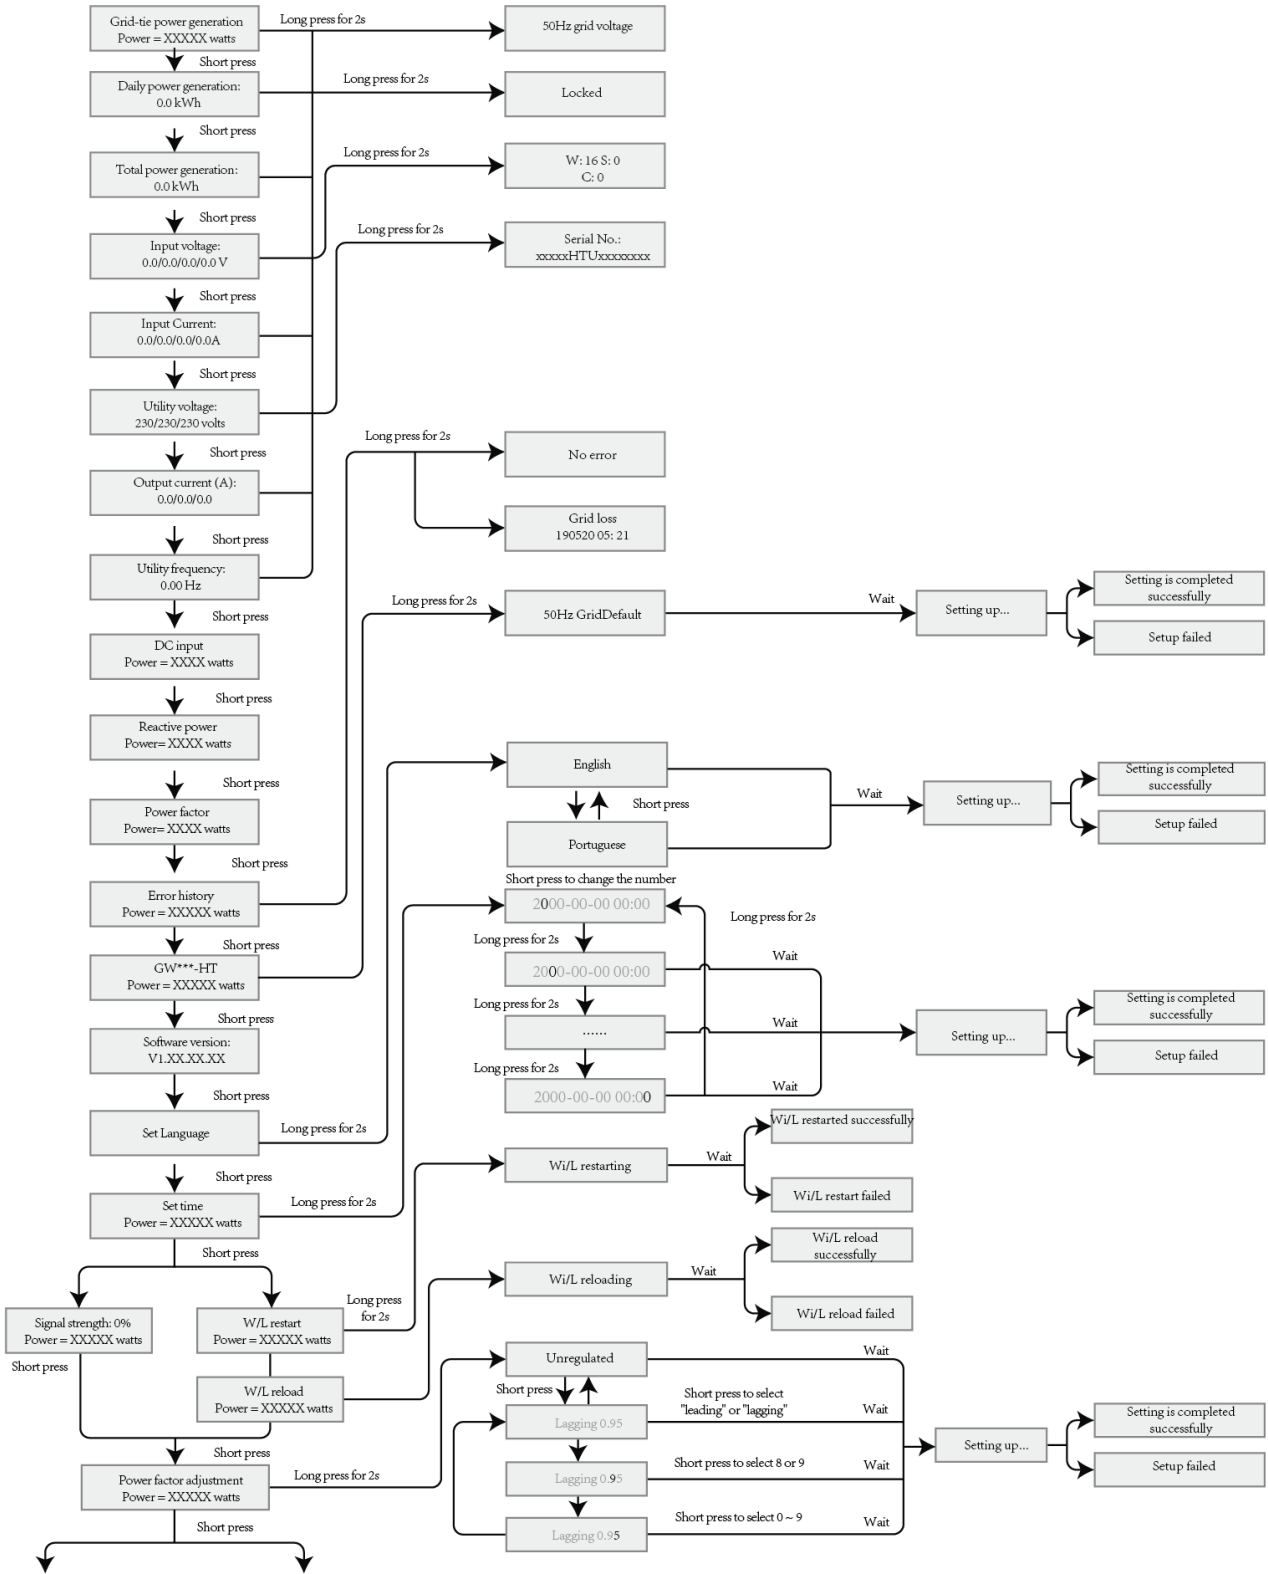 Grid-tie power generation
Power = XXXXX watts
Long press for 2s
50Hz grid voltage
Short press
Daily power generation:
0.0 kWh
Long press for 2s
Locked
Short press
Total power generation:
0.0 kWh
Long press for 2s
W: 16 S: 0
C: 0
Short press
Input voltage:
0.0/0.0/0.0/0.0 V
Long press for 2s
Serial No.:
xxxxxHTUxxxxxxxx
Short press
Input Current:
0.0/0.0/0.0/0.0A
Short press
Utility voltage:
230/230/230 volts
Short press
Output current (A):
0.0/0.0/0.0
Long press for 2s
No error
Grid loss
190520 05: 21
Short press
Utility frequency:
0.00 Hz
Short press
DC input
Power = XXXX watts
Long press for 2s
50Hz GridDefault
Wait
Setting up...
Setting is completed
successfully
Setup failed
Short press
Reactive power
Power= XXXX watts
Short press
Power factor
Power= XXXX watts
English
Short press
Portuguese
Wait
Setting up...
Setting is completed
successfully
Setup failed
Short press
Error history
Power = XXXXX watts
Short press to change the number
2000-00-00 00:00
Long press for 2s
Long press for 2s
2000-00-00 00:00
Wait
Long press for 2s
......
Wait
Long press for 2s
2000-00-00 00:00
Wait
Setting up...
Setting is completed
successfully
Setup failed
Short press
GW***-HT
Power = XXXXX watts
Short press
Software version:
V1.XX.XX.XX
Short press
Set Language
Long press for 2s
Short press
Set time
Power = XXXXX watts
Long press for 2s
Wi/L restarting
Wait
Wi/L restarted successfully
Wi/L restart failed
Short press
Signal strength: 0%
Power = XXXXX watts
Short press
W/L restart
Power = XXXXX watts
Long press
for 2s
Wi/L reloading
Wait
Wi/L reload
successfully
Wi/L reload failed
W/L reload
Power = XXXXX watts
Short press
Power factor adjustment
Power = XXXXX watts
Long press for 2s
Short press
Unregulated
Wait
Short press
Lagging 0.95
Short press to select
"leading" or "lagging"
Wait
Lagging 0.95
Short press to select 8 or 9
Wait
Lagging 0.95
Short press to select 0 ~ 9
Wait
Setting up...
Setting is completed
successfully
Setup failed